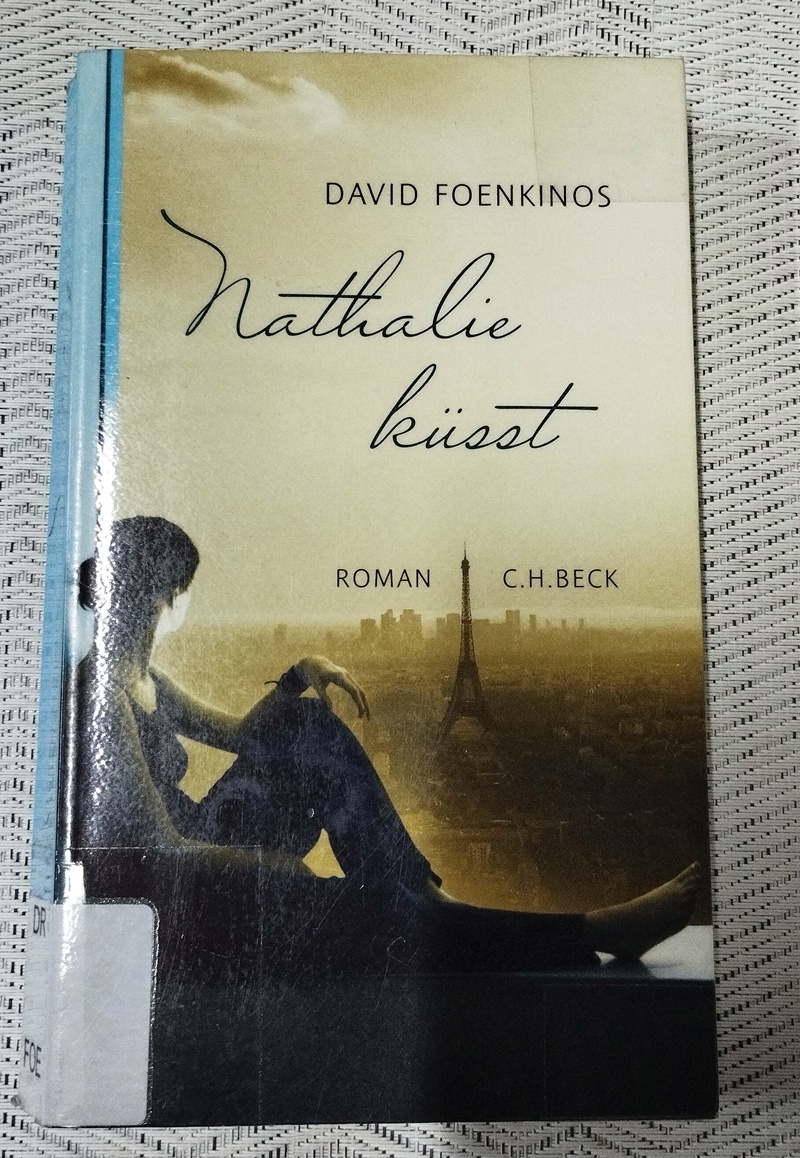 DAVID FOENKINOS
Nathalie
küsst
ROMAN C.H.BECK
DR
FOE